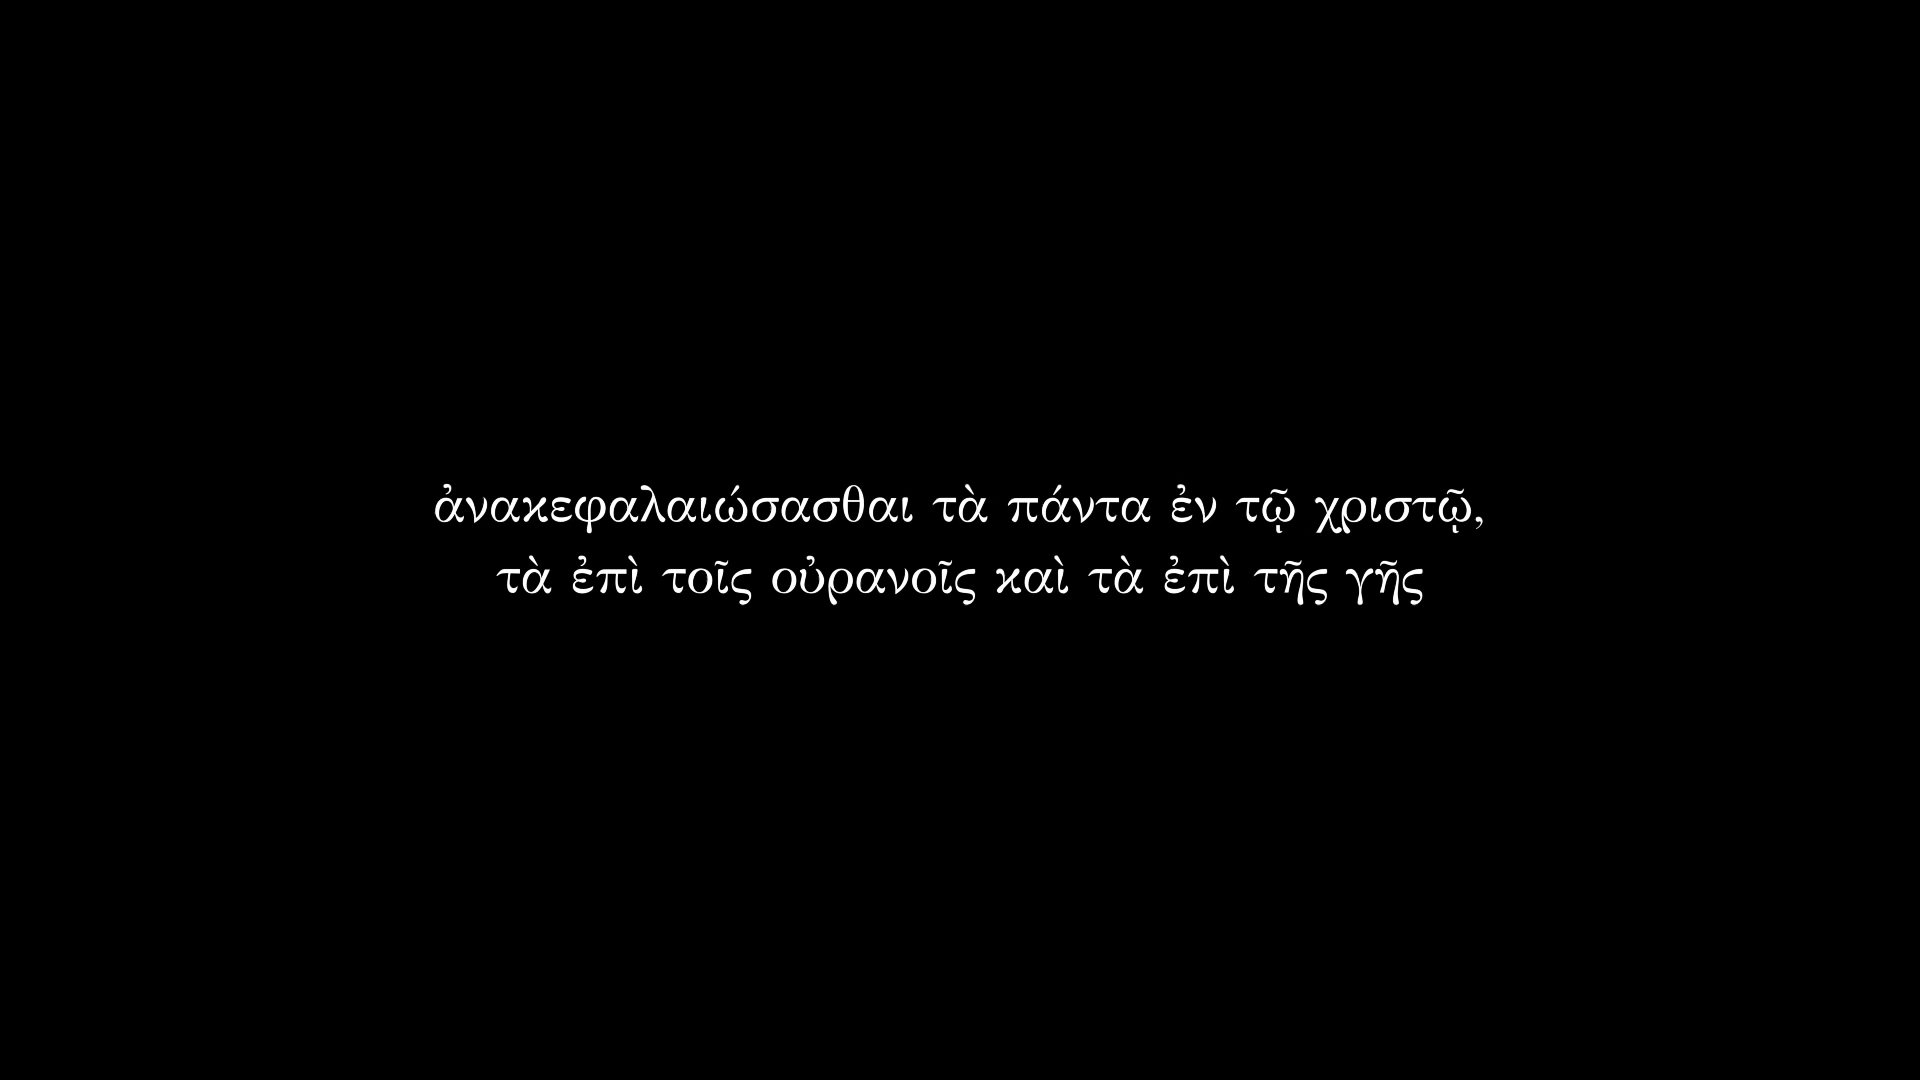 ἀνακεφαλαιώσασθαι τὰ πάντα ἐν τῷ χριστῷ,
τὰ ἐπὶ τοῖς οὐρανοῖς καὶ τὰ ἐπὶ τῆς γῆς